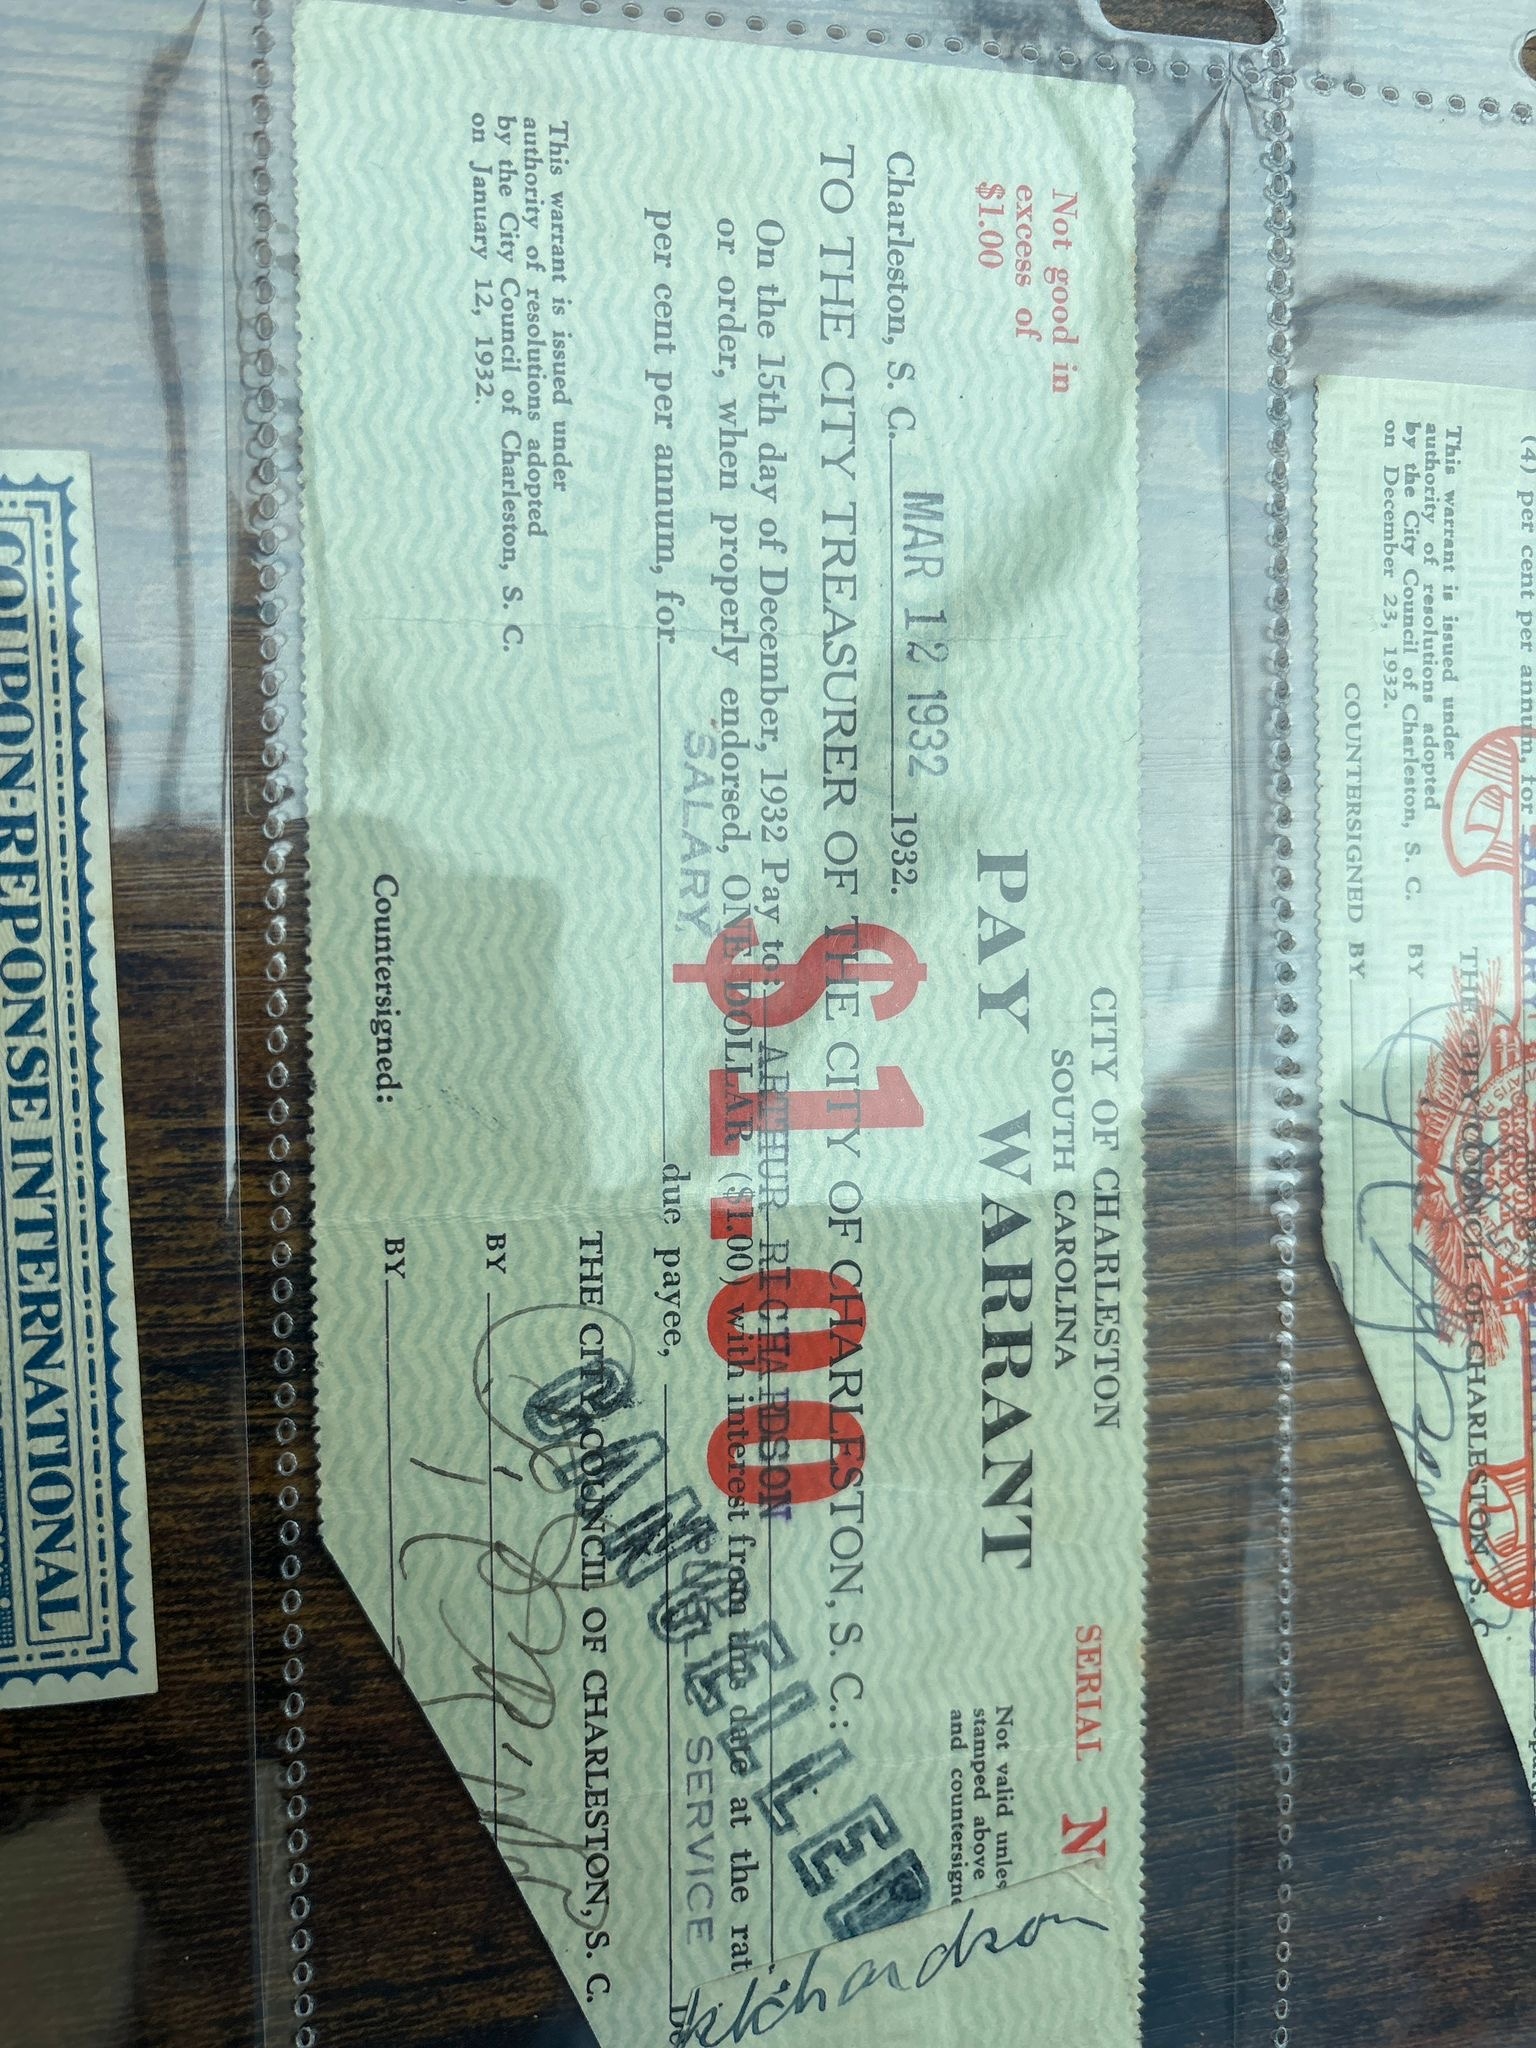 CITY OF CHARLESTON
SOUTH CAROLINA
PAY WARRANT
SERIAL N
Not good in
excess of
$1.00
Not valid unles
stamped above
and countersigne
Charleston, S. C. MAR 12 1932 1932.
TO THE CITY TREASURER OF THE CITY OF CHARLESTON, S. C.:
$1.00
On the 15th day of December, 1932 Pay to: ARTHUR RICHARDSON
or order, when properly endorsed, ONE DOLLAR ($1.00) with interest from this date at the rat
per cent per annum, for SALARY due payee, SERVICE
CANCELLED
Richardson
This warrant is issued under
authority of resolutions adopted
by the City Council of Charleston, S. C.
on January 12, 1932.
THE CITY COUNCIL OF CHARLESTON, S. C.
BY
Countersigned:
BY
(4) per cent per annum, for
This warrant is issued under
authority of resolutions adopted
by the City Council of Charleston, S. C.
on December 23, 1932.
THE CITY COUNCIL OF CHARLESTON, S. C.
BY
COUNTERSIGNED BY
COUPON-REPONSE INTERNATIONAL